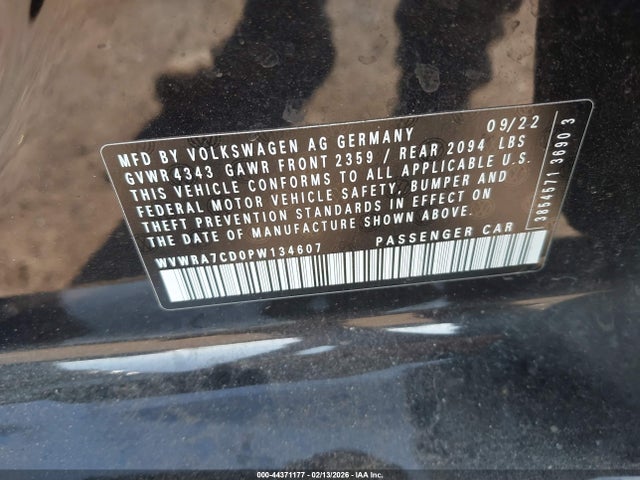 MFD BY VOLKSWAGEN AG GERMANY 09/22
GVWR4343 GAWR FRONT 2359 / REAR 2094 LBS
THIS VEHICLE CONFORMS TO ALL APPLICABLE U.S.
FEDERAL MOTOR VEHICLE SAFETY, BUMPER AND
THEFT PREVENTION STANDARDS IN EFFECT ON
THE DATE OF MANUFACTURE SHOWN ABOVE.
WVWRA7CD0PW134607 PASSENGER CAR
3854571 3690 3
000-44371177 - 02/13/2026 - IAA Inc.